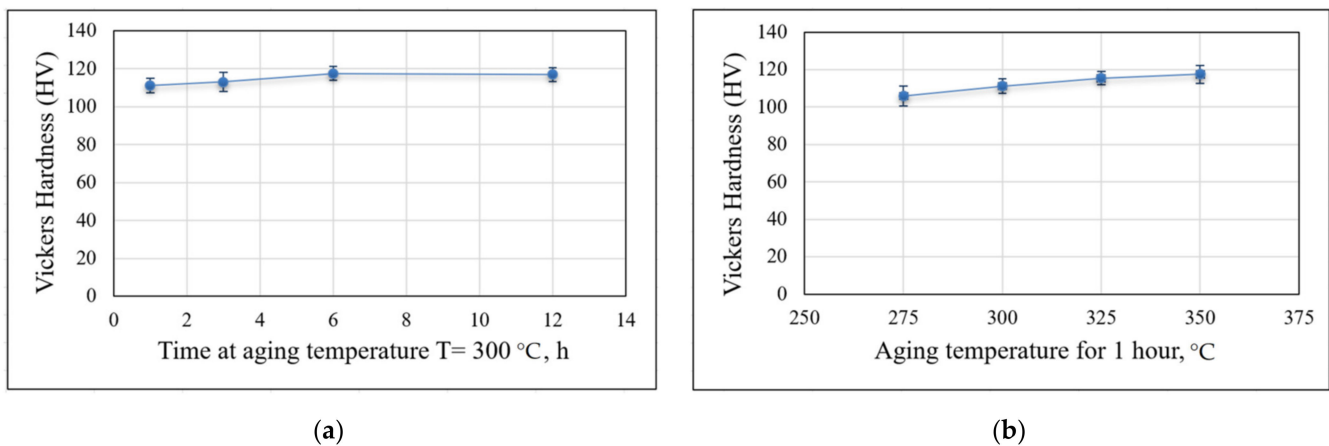 140
120
100
80
60
40
20
0
Vickers Hardness (HV)
0 2 4 6 8 10 12 14
Time at aging temperature T= 300 °C, h
(a)
140
120
100
80
60
40
20
0
Vickers Hardness (HV)
250 275 300 325 350 375
Aging temperature for 1 hour, °C
(b)